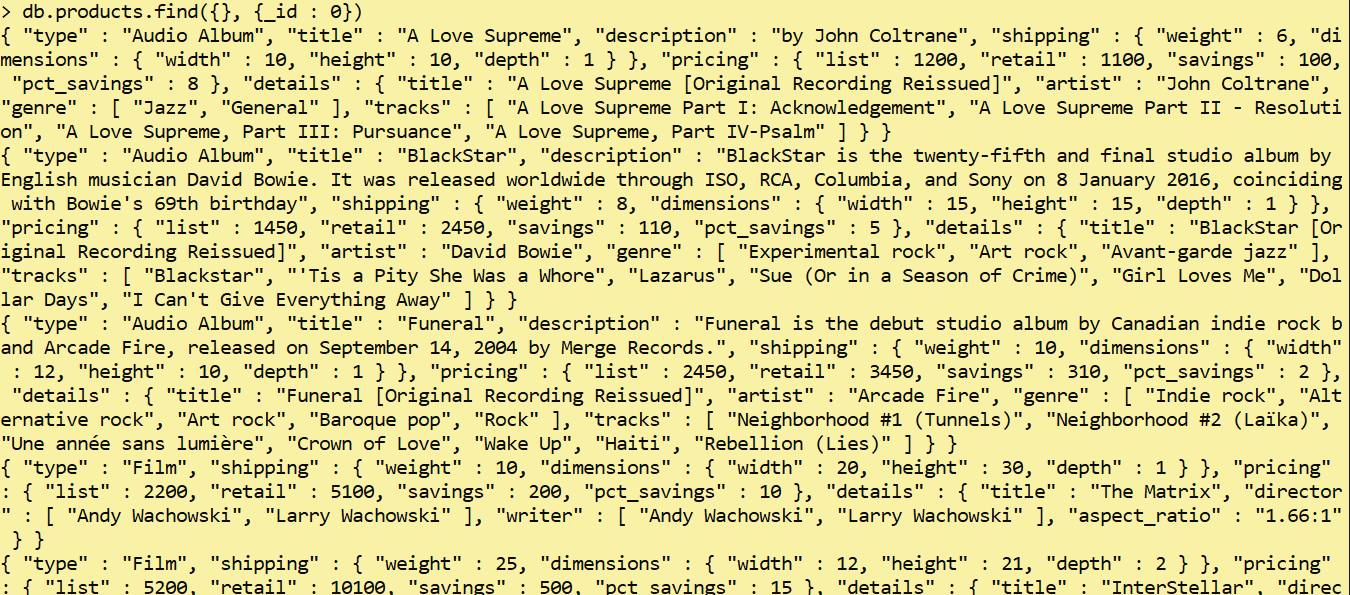 > db.products.find({}, {_id : 0})
{ "type" : "Audio Album", "title" : "A Love Supreme", "description" : "by John Coltrane", "shipping" : { "weight" : 6, "di
mensions" : { "width" : 10, "height" : 10, "depth" : 1 } }, "pricing" : { "list" : 1200, "retail" : 1100, "savings" : 100,
 "pct_savings" : 8 }, "details" : { "title" : "A Love Supreme [Original Recording Reissued]", "artist" : "John Coltrane",
"genre" : [ "Jazz", "General" ], "tracks" : [ "A Love Supreme Part I: Acknowledgement", "A Love Supreme Part II - Resoluti
on", "A Love Supreme, Part III: Pursuance", "A Love Supreme, Part IV-Psalm" ] } }
{ "type" : "Audio Album", "title" : "BlackStar", "description" : "BlackStar is the twenty-fifth and final studio album by
English musician David Bowie. It was released worldwide through ISO, RCA, Columbia, and Sony on 8 January 2016, coinciding
 with Bowie's 69th birthday", "shipping" : { "weight" : 8, "dimensions" : { "width" : 15, "height" : 15, "depth" : 1 } },
"pricing" : { "list" : 1450, "retail" : 2450, "savings" : 110, "pct_savings" : 5 }, "details" : { "title" : "BlackStar [Or
iginal Recording Reissued]", "artist" : "David Bowie", "genre" : [ "Experimental rock", "Art rock", "Avant-garde jazz" ],
"tracks" : [ "Blackstar", "'Tis a Pity She Was a Whore", "Lazarus", "Sue (Or in a Season of Crime)", "Girl Loves Me", "Dol
lar Days", "I Can't Give Everything Away" ] } }
{ "type" : "Audio Album", "title" : "Funeral", "description" : "Funeral is the debut studio album by Canadian indie rock b
and Arcade Fire, released on September 14, 2004 by Merge Records.", "shipping" : { "weight" : 10, "dimensions" : { "width"
 : 12, "height" : 10, "depth" : 1 } }, "pricing" : { "list" : 2450, "retail" : 3450, "savings" : 310, "pct_savings" : 2 },
 "details" : { "title" : "Funeral [Original Recording Reissued]", "artist" : "Arcade Fire", "genre" : [ "Indie rock", "Alt
ernative rock", "Art rock", "Baroque pop", "Rock" ], "tracks" : [ "Neighborhood #1 (Tunnels)", "Neighborhood #2 (Laïka)",
"Une année sans lumière", "Crown of Love", "Wake Up", "Haiti", "Rebellion (Lies)" ] } }
{ "type" : "Film", "shipping" : { "weight" : 10, "dimensions" : { "width" : 20, "height" : 30, "depth" : 1 } }, "pricing"
: { "list" : 2200, "retail" : 5100, "savings" : 200, "pct_savings" : 10 }, "details" : { "title" : "The Matrix", "director
" : [ "Andy Wachowski", "Larry Wachowski" ], "writer" : [ "Andy Wachowski", "Larry Wachowski" ], "aspect_ratio" : "1.66:1"
 } }
{ "type" : "Film", "shipping" : { "weight" : 25, "dimensions" : { "width" : 12, "height" : 21, "depth" : 2 } }, "pricing"
: { "list" : 5200, "retail" : 10100, "savings" : 500, "pct_savings" : 15 }, "details" : { "title" : "InterStellar", "direc